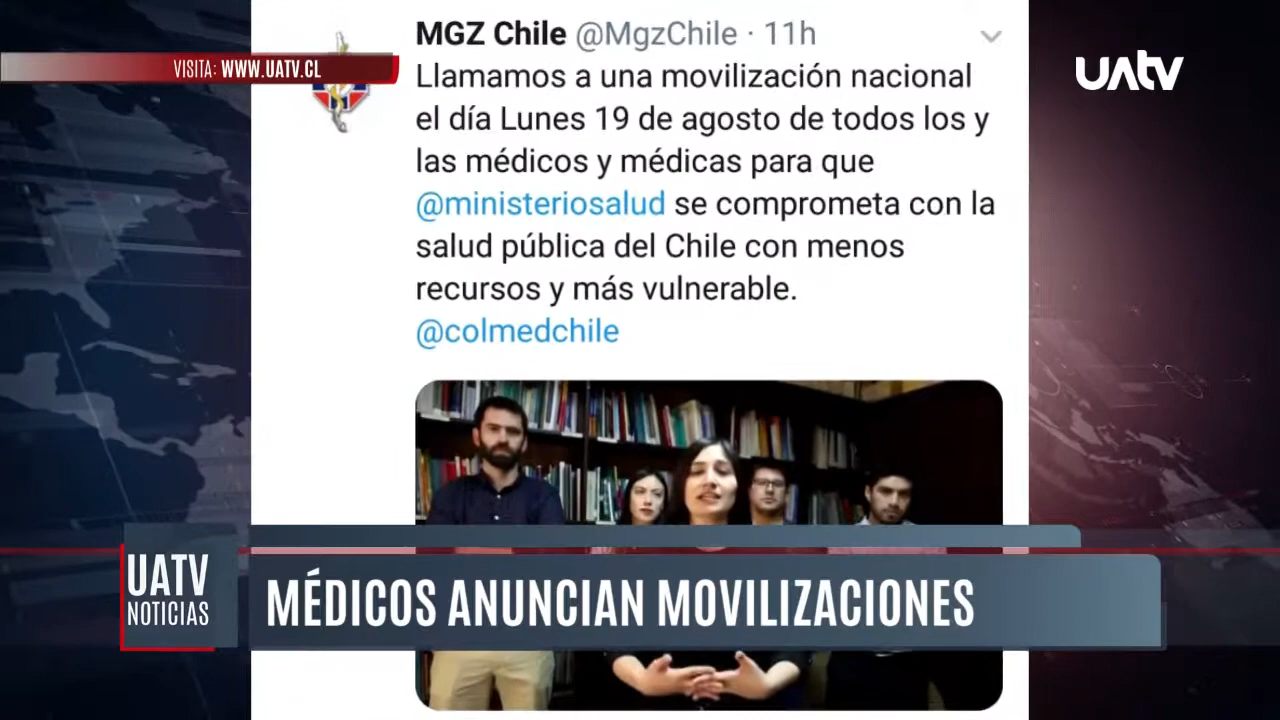 MGZ Chile @MgzChile · 11h
VISITA: WWW.UATV.CL
UATV
Llamamos a una movilización nacional
el día Lunes 19 de agosto de todos los y
las médicos y médicas para que
@ministeriosalud se comprometa con la
salud pública del Chile con menos
recursos y más vulnerable.
@colmedchile
UATV
NOTICIAS
MÉDICOS ANUNCIAN MOVILIZACIONES